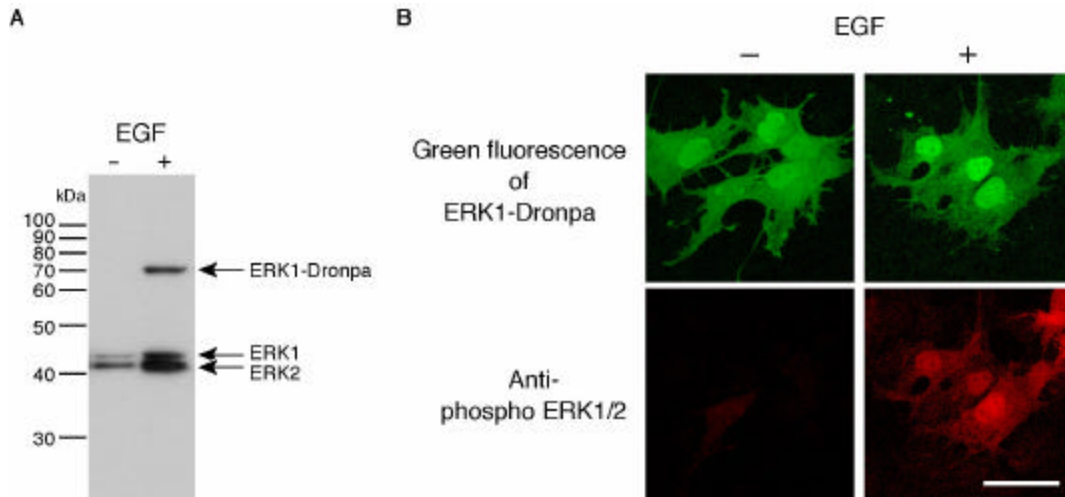 A
EGF
– +
kDa
100
90
80
70
60
50
40
30
ERK1-Dronpa
ERK1
ERK2
B
EGF
– +
Green fluorescence
of
ERK1-Dronpa
Anti-
phospho ERK1/2